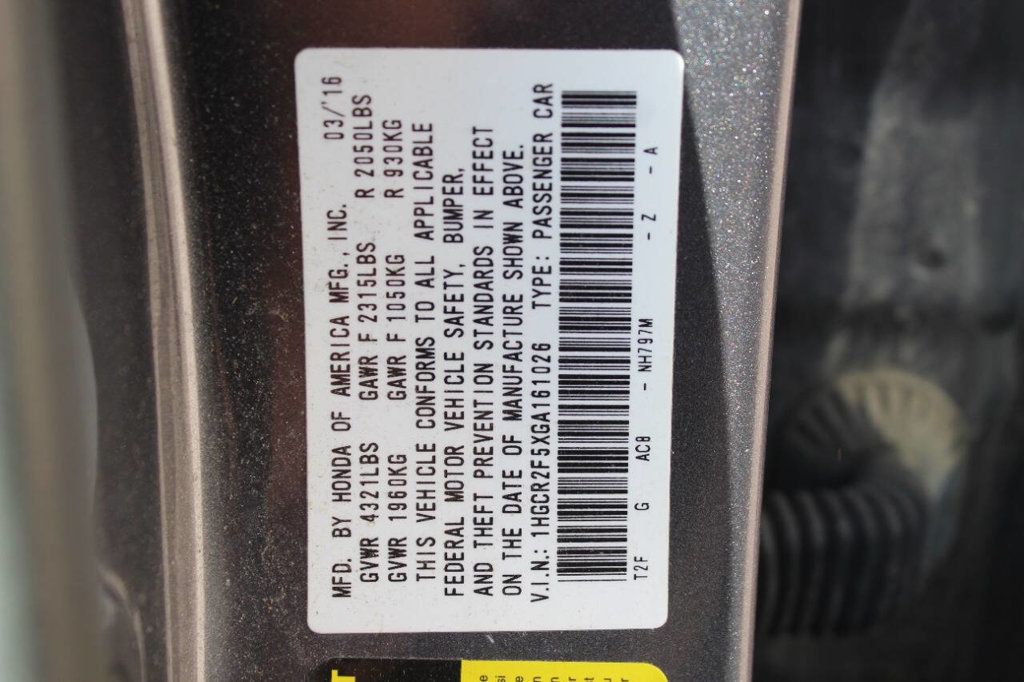 MFD. BY HONDA OF AMERICA MFG., INC. 03/'16
GVWR 4321LBS GAWR F 2315LBS R 2050LBS
GVWR 1960KG GAWR F 1050KG R 930KG
THIS VEHICLE CONFORMS TO ALL APPLICABLE
FEDERAL MOTOR VEHICLE SAFETY, BUMPER,
AND THEFT PREVENTION STANDARDS IN EFFECT
ON THE DATE OF MANUFACTURE SHOWN ABOVE.
V.I.N.: 1HGCR2F5XGA161026 TYPE: PASSENGER CAR
T2F G AC8 - NH797M - Z - A